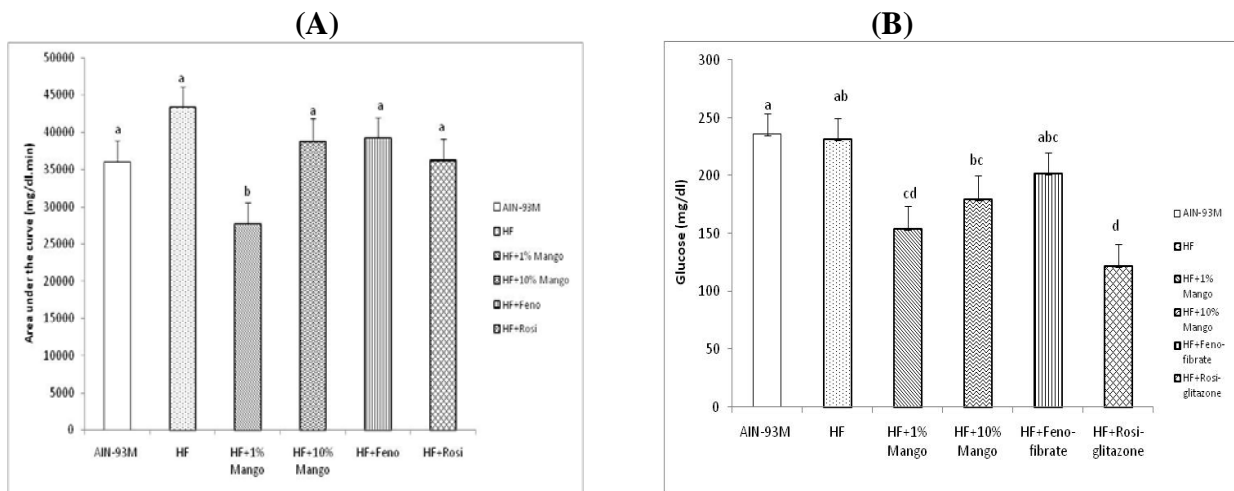 (A)
Area under the curve (mg/dl.min)
50000
45000
40000
35000
30000
25000
20000
15000
10000
5000
0
a
a
b
a
a
a
AIN-93M
HF
HF+1%
Mango
HF+10%
Mango
HF+Feno
HF+Rosi
AIN-93M
HF
HF+1% Mango
HF+10% Mango
HF+Feno
HF+Rosi
(B)
Glucose (mg/dl)
300
250
200
150
100
50
0
a
ab
cd
bc
abc
d
AIN-93M
HF
HF+1%
Mango
HF+10%
Mango
HF+Feno-
fibrate
HF+Rosi-
glitazone
AIN-93M
HF
HF+1%
Mango
HF+10%
Mango
HF+Feno-
fibrate
HF+Rosi-
glitazone